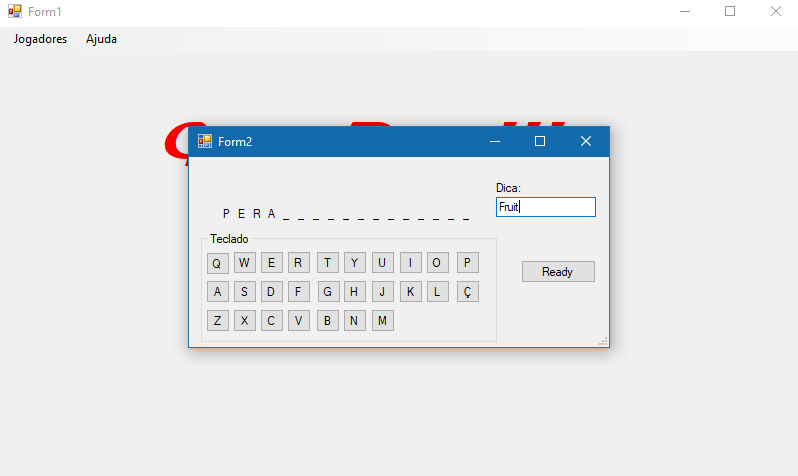 Form1
Jogadores Ajuda
Form2
Dica:
Fruit
P E R A _ _ _ _ _ _ _ _ _ _ _ _ _
Teclado
Q W E R T Y U I O P
Ready
A S D F G H J K L Ç
Z X C V B N M